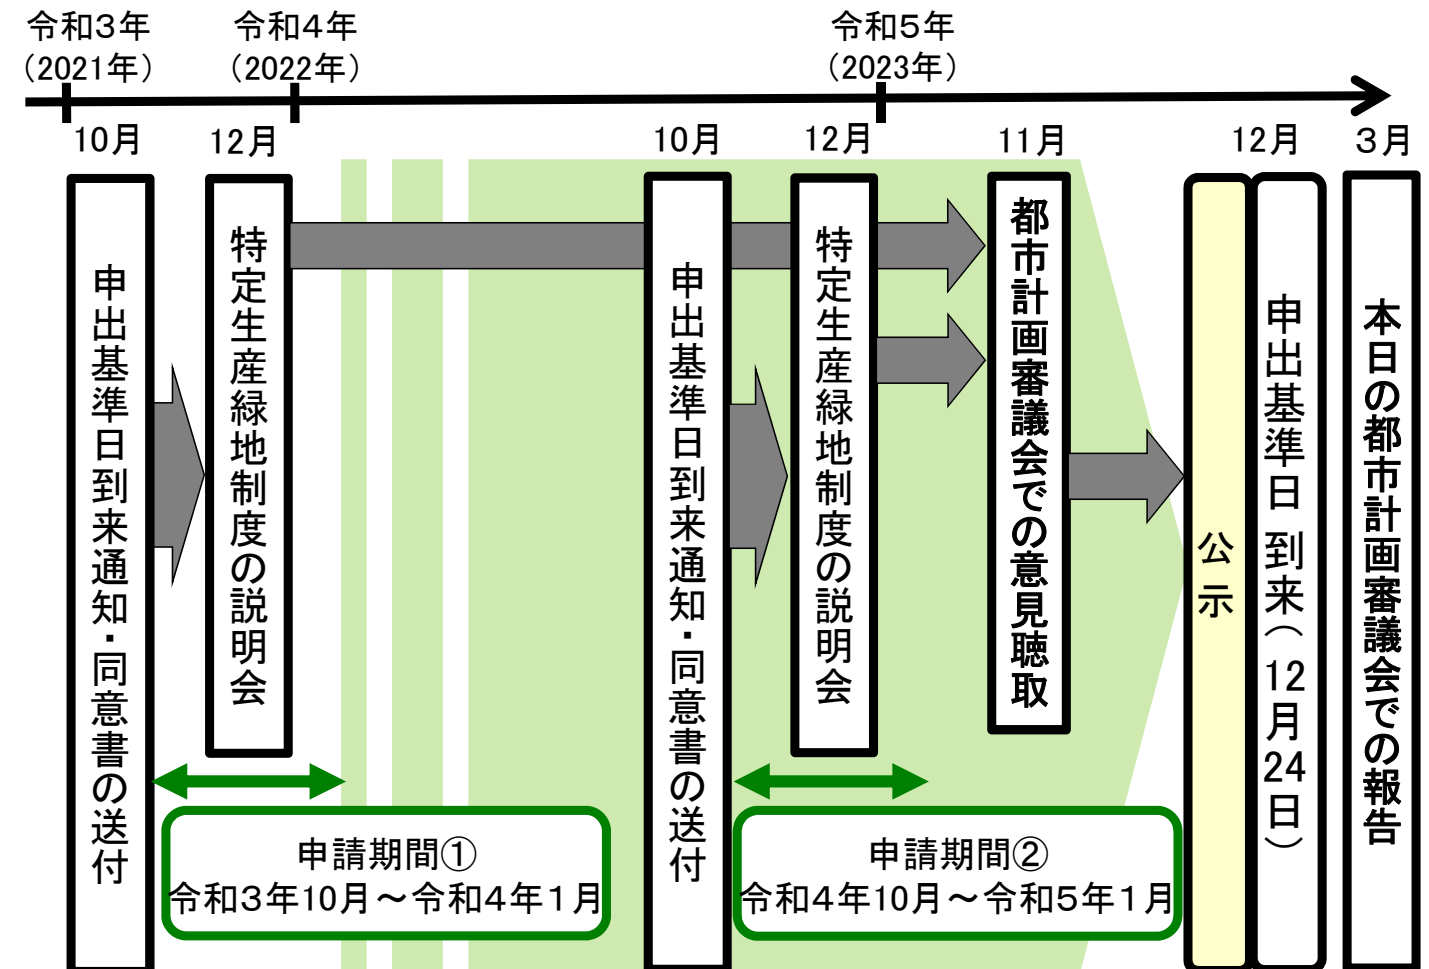 令和３年
（2021年）
令和４年
（2022年）
令和５年
（2023年）
10月
12月
10月
12月
11月
12月
３月
申出基準日到来通知・同意書の送付
特定生産緑地制度の説明会
申出基準日到来通知・同意書の送付
特定生産緑地制度の説明会
都市計画審議会での意見聴取
公示
申出基準日 到来（12月24日）
本日の都市計画審議会での報告
申請期間①
令和３年10月～令和４年１月
申請期間②
令和４年10月～令和５年１月